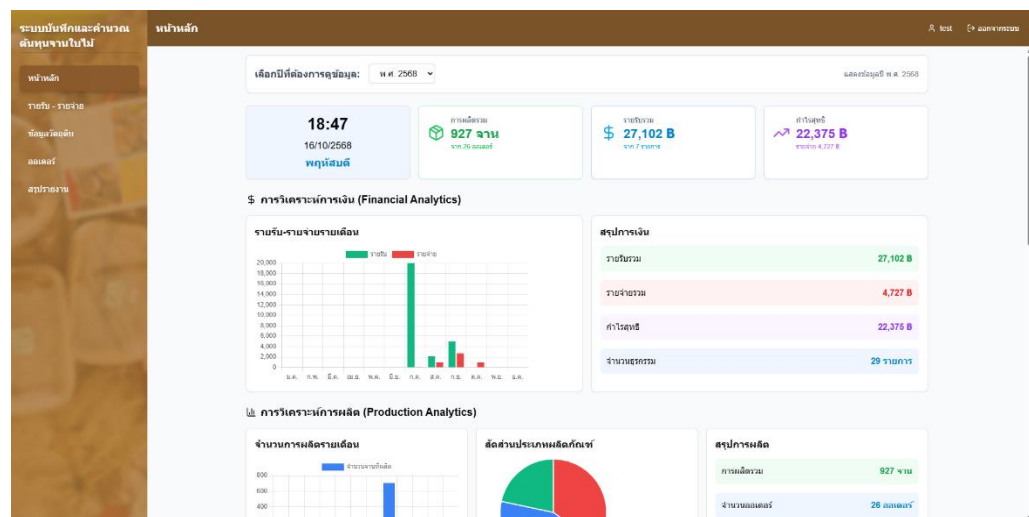 ระบบบันทึกและคำนวณ
ต้นทุนจานใบไม้
หน้าหลัก
test
ออกจากระบบ
หน้าหลัก
รายรับ - รายจ่าย
ข้อมูลวัตถุดิบ
ออเดอร์
สรุปรายงาน
เลือกปีที่ต้องการดูข้อมูล: พ.ศ. 2568
แสดงข้อมูลปี พ.ศ. 2568
18:47
16/10/2568
พฤหัสบดี
การผลิตรวม
927 จาน
จาก 26 ออเดอร์
รายรับรวม
27,102 B
จาก 7 รายการ
กำไรสุทธิ
22,375 B
รายจ่าย 4,727 B
การวิเคราะห์การเงิน (Financial Analytics)
รายรับ-รายจ่ายรายเดือน
รายรับ รายจ่าย
20,000
18,000
16,000
14,000
12,000
10,000
8,000
6,000
4,000
2,000
0
ม.ค. ก.พ. มี.ค. เม.ย. พ.ค. มิ.ย. ก.ค. ส.ค. ก.ย. ต.ค. พ.ย. ธ.ค.
สรุปการเงิน
รายรับรวม 27,102 B
รายจ่ายรวม 4,727 B
กำไรสุทธิ 22,375 B
จำนวนธุรกรรม 29 รายการ
การวิเคราะห์การผลิต (Production Analytics)
จำนวนการผลิตรายเดือน
จำนวนจานที่ผลิต
800
600
400
สัดส่วนประเภทผลิตภัณฑ์
สรุปการผลิต
การผลิตรวม 927 จาน
จำนวนออเดอร์ 26 ออเดอร์